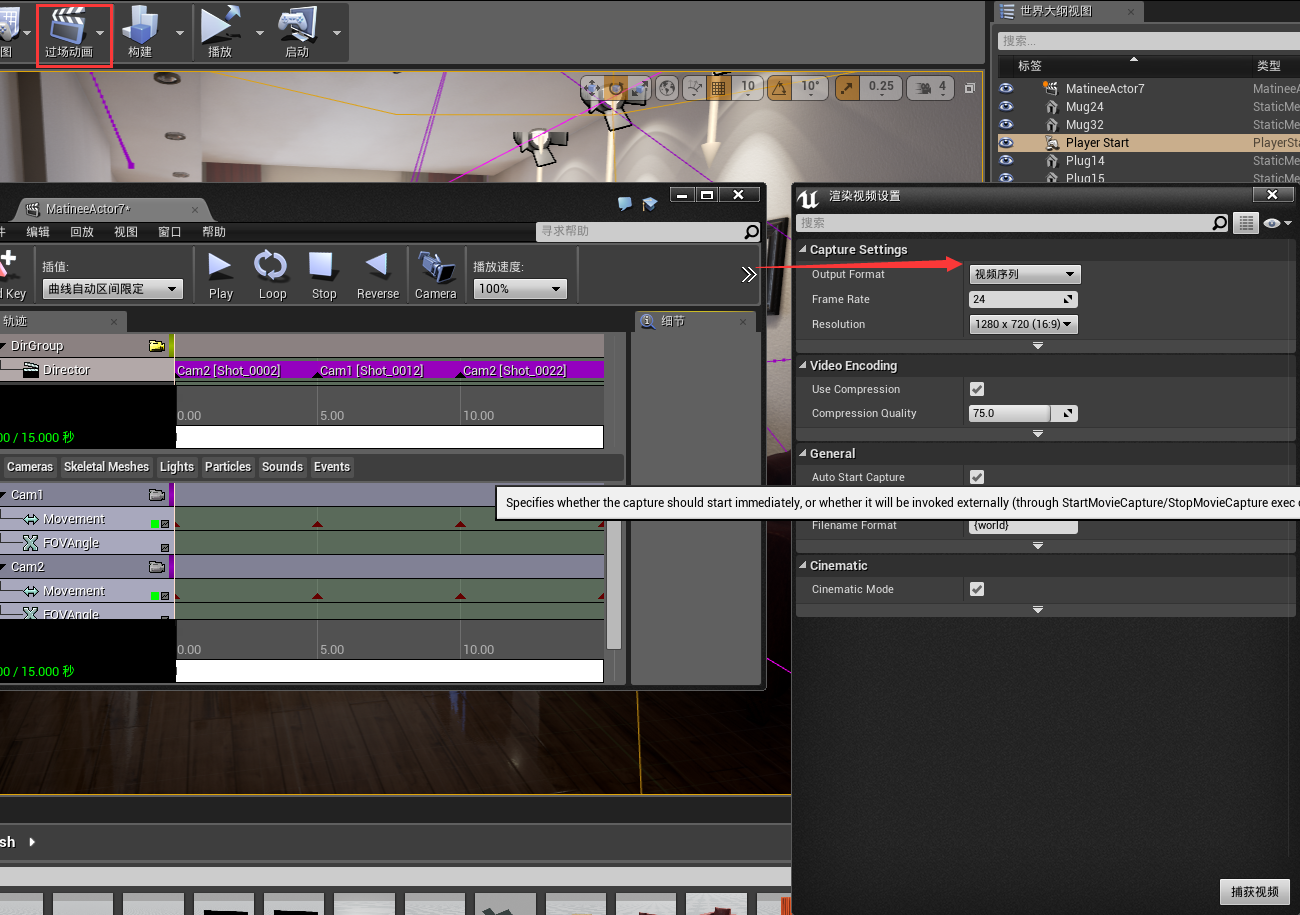 图
过场动画
构建
播放
启动
世界大纲视图
搜索...
标签
类型
10
10°
0.25
4
MatineeActor7
MatineeA
Mug24
StaticMe
Mug32
StaticMe
Player Start
PlayerSta
Plug14
StaticMe
Plug15
StaticMe
MatineeActor7*
件 编辑 回放 视图 窗口 帮助
寻求帮助
d Key
插值:
曲线自动区间限定
Play
Loop
Stop
Reverse
Camera
播放速度:
100%
轨迹
细节
DirGroup
Director
Cam2 [Shot_0002]
Cam1 [Shot_0012]
Cam2 [Shot_0022]
0.00
5.00
10.00
00 / 15.000 秒
Cameras
Skeletal Meshes
Lights
Particles
Sounds
Events
Cam1
Movement
FOVAngle
Cam2
Movement
FOVAngle
0.00
5.00
10.00
00 / 15.000 秒
渲染视频设置
搜索
Capture Settings
Output Format
视频序列
Frame Rate
24
Resolution
1280 x 720 (16:9)
Video Encoding
Use Compression
Compression Quality
75.0
General
Auto Start Capture
Specifies whether the capture should start immediately, or whether it will be invoked externally (through StartMovieCapture/StopMovieCapture exec
Filename Format
{world}
Cinematic
Cinematic Mode
sh
捕获视频